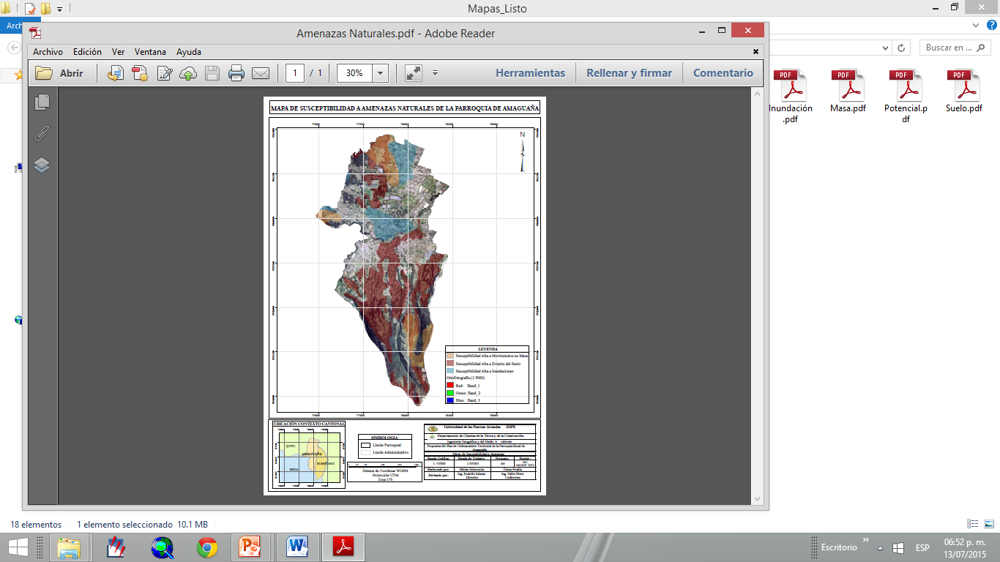 Mapas_Listo
Arch
Amenazas Naturales.pdf - Adobe Reader
Archivo Edición Ver Ventana Ayuda
Abrir 1 / 1 30% Herramientas Rellenar y firmar Comentario
Buscar en ...
Inundación.pdf
Masa.pdf
Potencial.pdf
Suelo.pdf
MAPA DE SUSCEPTIBILIDAD A AMENAZAS NATURALES DE LA PARROQUIA DE AMAGUAÑA
N
LEYENDA
Susceptibilidad Alta a Movimientos en Masa
Susceptibilidad Alta a Erosión del Suelo
Susceptibilidad Alta a Inundaciones
Ortofotografía (1:5000)
Red: Band_1
Green: Band_2
Blue: Band_3
UBICACIÓN CONTEXTO CANTONAL
QUITO
AMAGUAÑA
RUMIÑAHUI
MEJIA
SIMBOLOGIA
Limite Parroquial
Limite Administrativo
Sistema de Coordenas WGS84
Proyección UTM
Zona 17S
Universidad de las Fuerzas Armadas -ESPE
Departamento de Ciencias de la Tierra y de la Construcción
Ingeniería Geográfica y del Medio A mbiente
Propuesta del Plan de Ordenamiento Territorial de la Parroquia Rural de Amaguaña
Mapa de Susceptibilidad a Amenazas
Escala Gráfica: Escala de Trabajo: Formato: Fuente:
1: 50000 1:50000 A4
Elaborado por: Fabián Echeverría Diana Peralta
Revisado por: Ing. Rodolfo Salazar Director Ing. Pablo Pérez Codirector
18 elementos 1 elemento seleccionado 10.1 MB
Escritorio ESP 06:52 p. m.
13/07/2015